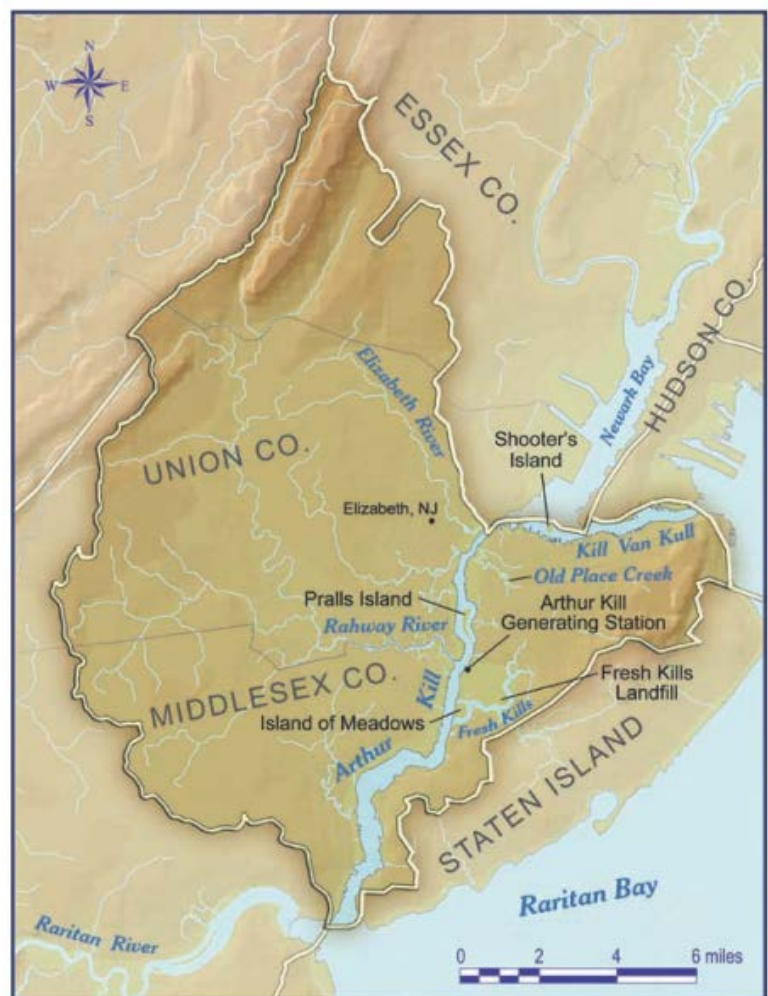 N
W E
S
ESSEX CO.
HUDSON CO.
Newark Bay
Elizabeth River
UNION CO.
Shooter's
Island
Elizabeth, NJ
Kill Van Kull
Old Place Creek
Pralls Island
Arthur Kill
Generating Station
Rahway River
MIDDLESEX CO.
Fresh Kills
Landfill
Island of Meadows
Fresh Kills
Arthur Kill
STATEN ISLAND
Raritan Bay
Raritan River
0 2 4 6 miles